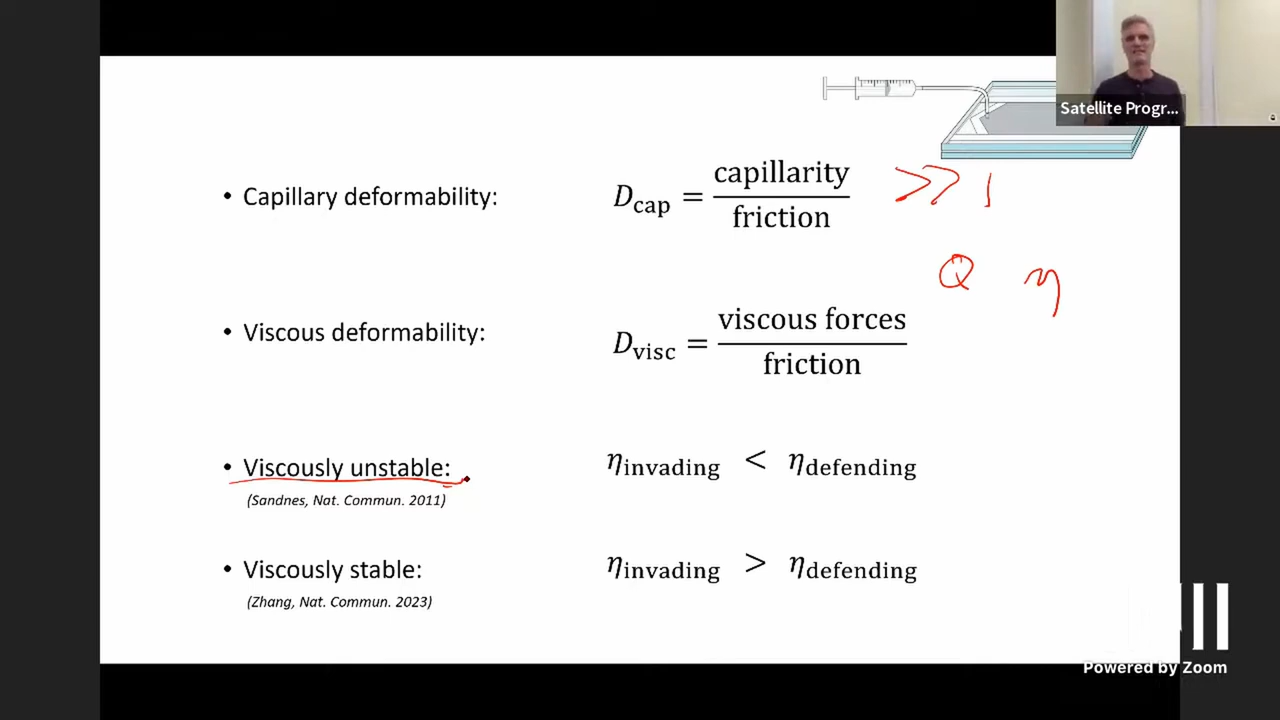 Satellite Progr...
• Capillary deformability: D_cap = capillarity / friction >> 1
Q η
• Viscous deformability: D_visc = viscous forces / friction
• Viscously unstable: η_invading < η_defending
(Sandnes, Nat. Commun. 2011)
• Viscously stable: η_invading > η_defending
(Zhang, Nat. Commun. 2023)
Powered by Zoom